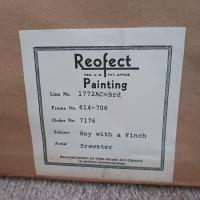 Reofect
REG. U.S. PAT. OFFICE
Painting
Line No. 1772AC=Brd
Frame No. 614-706
Order No. 7176
Subject Boy with a Finch
Artist Brewster